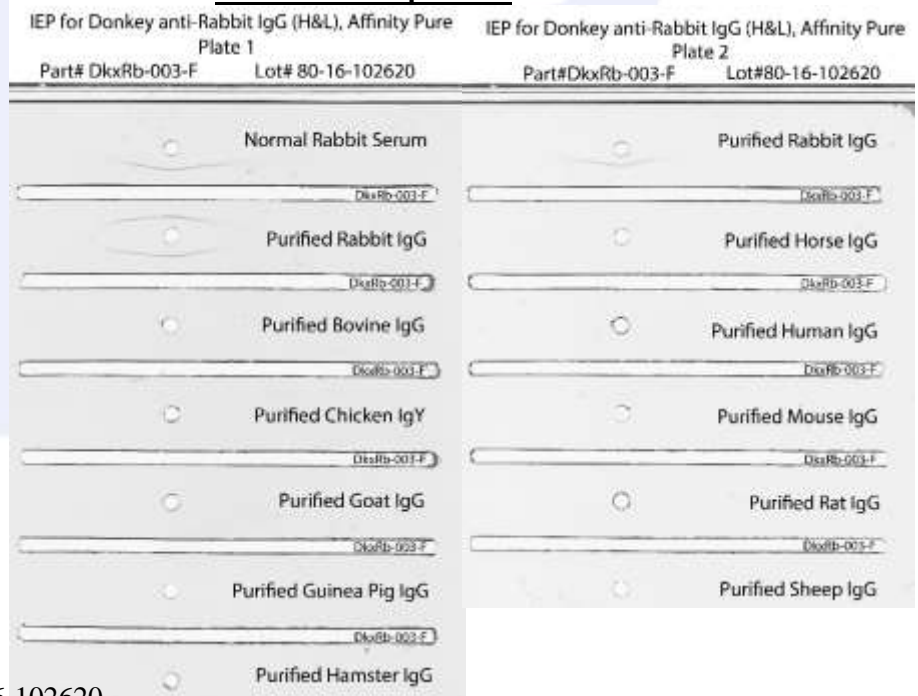 IEP for Donkey anti-Rabbit IgG (H&L), Affinity Pure
Plate 1
Part# DkxRb-003-F Lot# 80-16-102620
Normal Rabbit Serum
DkxRb-003-F
Purified Rabbit IgG
DkxRb-003-F
Purified Bovine IgG
DkxRb-003-F
Purified Chicken IgY
DkxRb-003-F
Purified Goat IgG
DkxRb-003-F
Purified Guinea Pig IgG
DkxRb-003-F
Purified Hamster IgG
IEP for Donkey anti-Rabbit IgG (H&L), Affinity Pure
Plate 2
Part#DkxRb-003-F Lot#80-16-102620
Purified Rabbit IgG
DkxRb-003-F
Purified Horse IgG
DkxRb-003-F
Purified Human IgG
DkxRb-003-F
Purified Mouse IgG
DkxRb-003-F
Purified Rat IgG
DkxRb-003-F
Purified Sheep IgG
102620